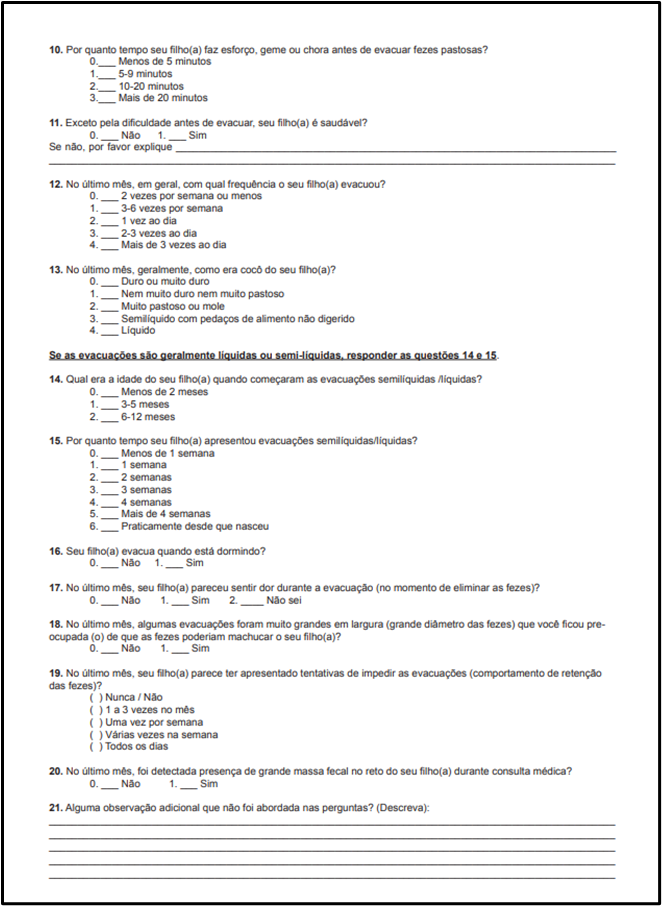 10. Por quanto tempo seu filho(a) faz esforço, geme ou chora antes de evacuar fezes pastosas?
0.___ Menos de 5 minutos
1.___ 5-9 minutos
2.___ 10-20 minutos
3.___ Mais de 20 minutos
11. Exceto pela dificuldade antes de evacuar, seu filho(a) é saudável?
0. ___ Não 1. ___ Sim
Se não, por favor explique ___
12. No último mês, em geral, com qual frequência o seu filho(a) evacuou?
0. ___ 2 vezes por semana ou menos
1. ___ 3-6 vezes por semana
2. ___ 1 vez ao dia
3. ___ 2-3 vezes ao dia
4. ___ Mais de 3 vezes ao dia
13. No último mês, geralmente, como era cocô do seu filho(a)?
0. ___ Duro ou muito duro
1. ___ Nem muito duro nem muito pastoso
2. ___ Muito pastoso ou mole
3. ___ Semilíquido com pedaços de alimento não digerido
4. ___ Líquido
Se as evacuações são geralmente líquidas ou semi-líquidas, responder as questões 14 e 15.
14. Qual era a idade do seu filho(a) quando começaram as evacuações semilíquidas /líquidas?
0. ___ Menos de 2 meses
1. ___ 3-5 meses
2. ___ 6-12 meses
15. Por quanto tempo seu filho(a) apresentou evacuações semilíquidas/líquidas?
0. ___ Menos de 1 semana
1. ___ 1 semana
2. ___ 2 semanas
3. ___ 3 semanas
4. ___ 4 semanas
5. ___ Mais de 4 semanas
6. ___ Praticamente desde que nasceu
16. Seu filho(a) evacua quando está dormindo?
0. ___ Não 1. ___ Sim
17. No último mês, seu filho(a) pareceu sentir dor durante a evacuação (no momento de eliminar as fezes)?
0. ___ Não 1. ___ Sim 2. ____ Não sei
18. No último mês, algumas evacuações foram muito grandes em largura (grande diâmetro das fezes) que você ficou pre-
ocupada (o) de que as fezes poderiam machucar o seu filho(a)?
0. ___ Não 1. ___ Sim
19. No último mês, seu filho(a) parece ter apresentado tentativas de impedir as evacuações (comportamento de retenção
das fezes)?
( ) Nunca / Não
( ) 1 a 3 vezes no mês
( ) Uma vez por semana
( ) Várias vezes na semana
( ) Todos os dias
20. No último mês, foi detectada presença de grande massa fecal no reto do seu filho(a) durante consulta médica?
0. ___ Não 1. ___ Sim
21. Alguma observação adicional que não foi abordada nas perguntas? (Descreva):